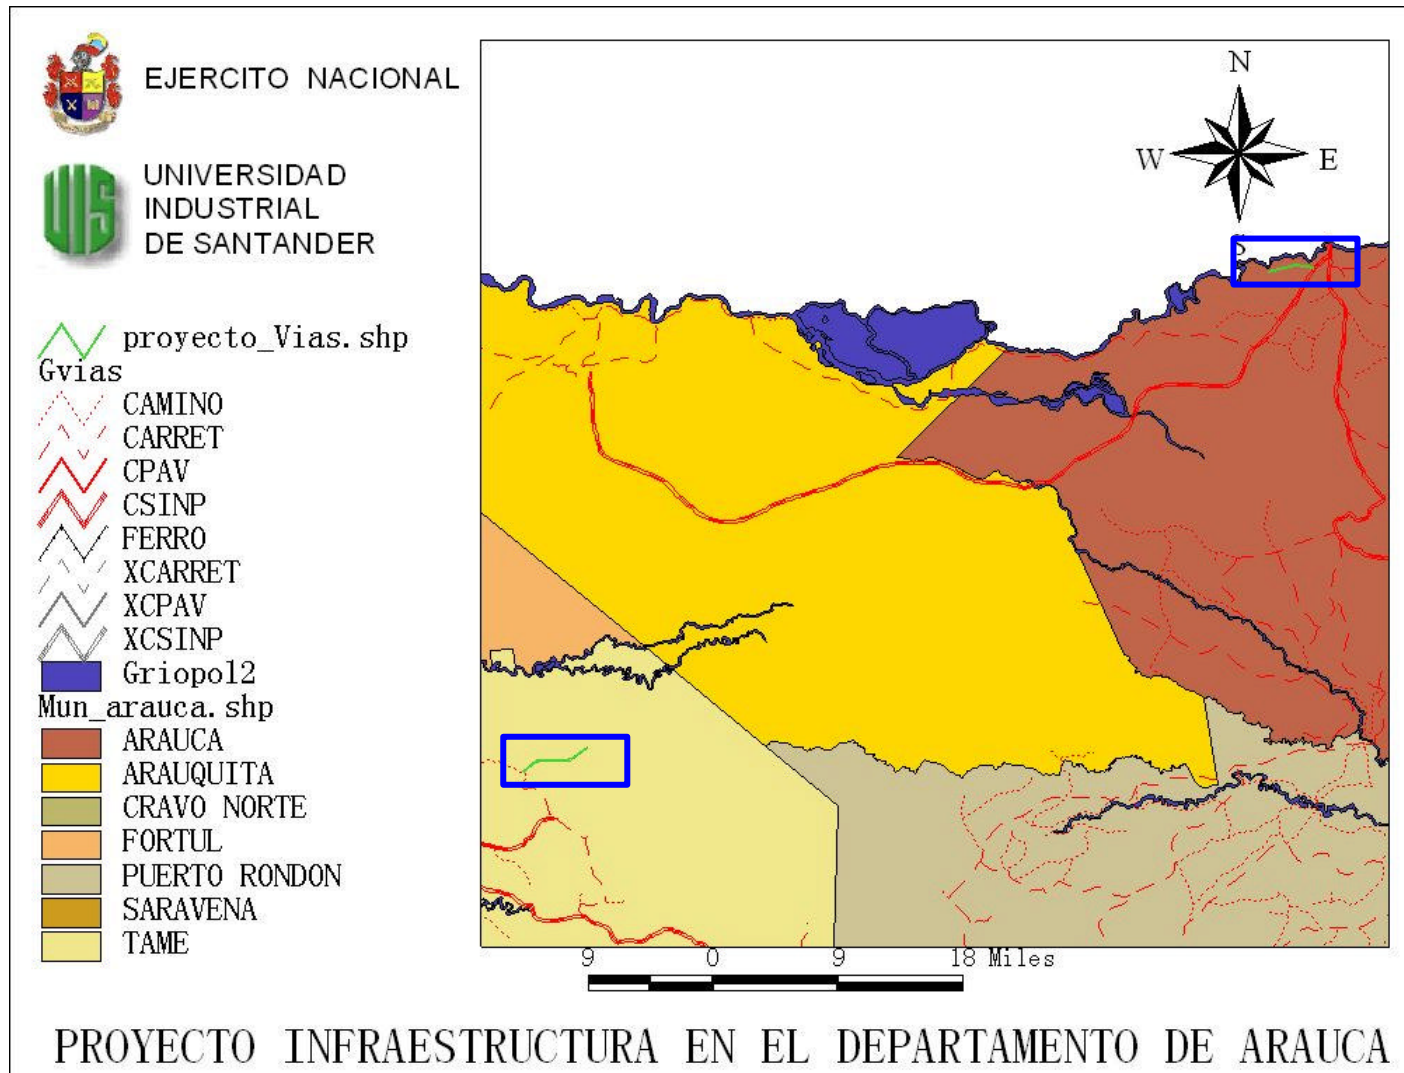 EJERCITO NACIONAL
UNIVERSIDAD
INDUSTRIAL
DE SANTANDER
UIS
proyecto_Vias.shp
Gvias
CAMINO
CARRET
CPAV
CSINP
FERRO
XCARRET
XCPAV
XCSINP
Griopol2
Mun_arauca.shp
ARAUCA
ARAUQUITA
CRAVO NORTE
FORTUL
PUERTO RONDON
SARAVENA
TAME
N
W E
S
9 0 9 18 Miles
PROYECTO INFRAESTRUCTURA EN EL DEPARTAMENTO DE ARAUCA